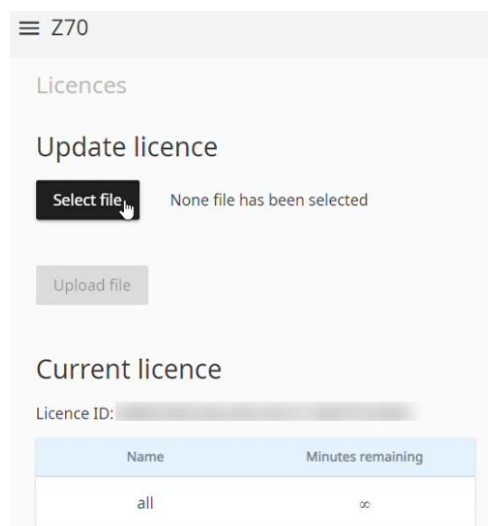 Z70
Licences
Update licence
Select file None file has been selected
Upload file
Current licence
Licence ID:
Name Minutes remaining
all ∞